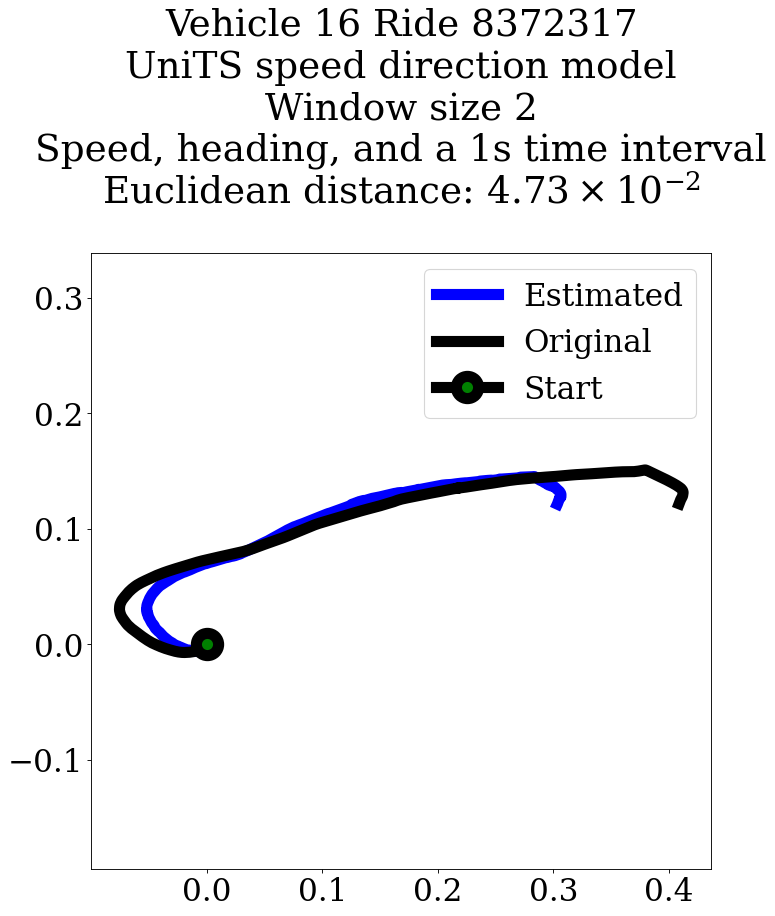 Vehicle 16 Ride 8372317
UniTS speed direction model
Window size 2
Speed, heading, and a 1s time interval
Euclidean distance: 4.73 × 10⁻²
Estimated
Original
Start
0.3
0.2
0.1
0.0
−0.1
0.0 0.1 0.2 0.3 0.4